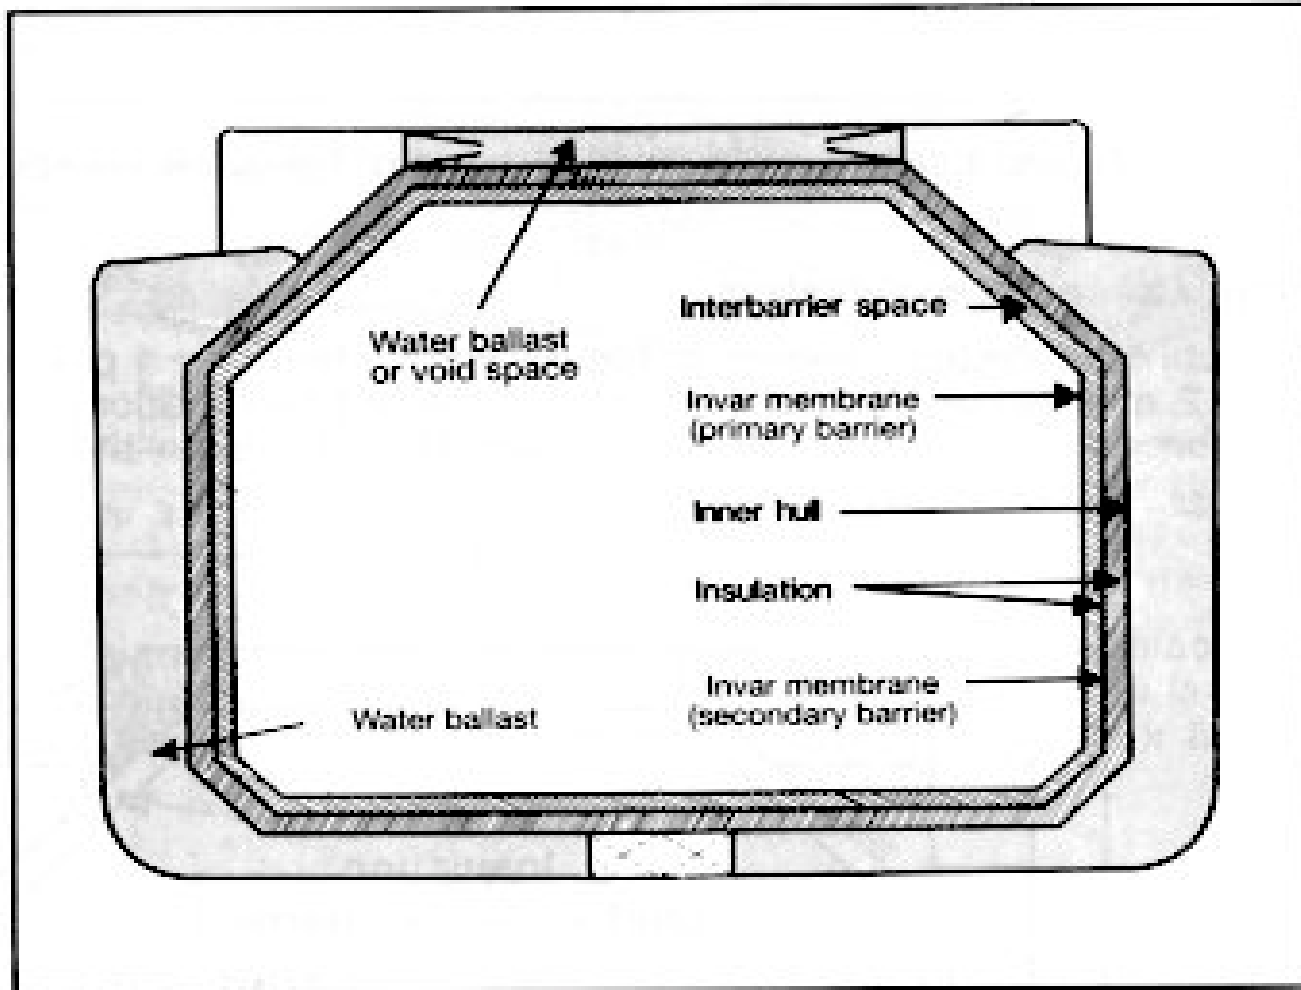 Water ballast
or void space
Interbarrier space
Invar membrane
(primary barrier)
Inner hull
Insulation
Invar membrane
(secondary barrier)
Water ballast